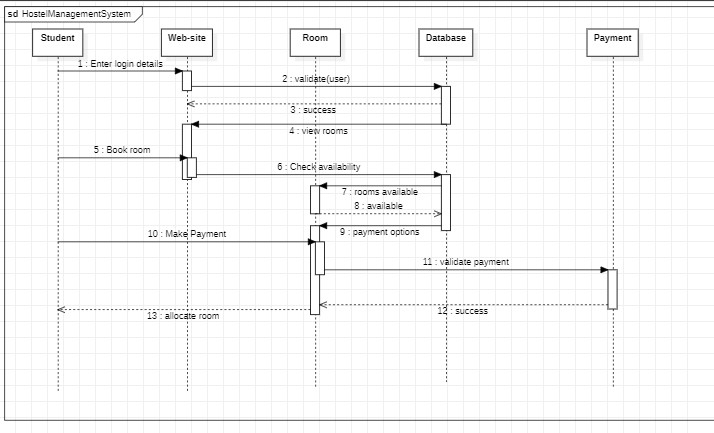 sd HostelManagementSystem
Student
Web-site
Room
Database
Payment
1 : Enter login details
2 : validate(user)
3 : success
4 : view rooms
5 : Book room
6 : Check availability
7 : rooms available
8 : available
9 : payment options
10 : Make Payment
11 : validate payment
12 : success
13 : allocate room